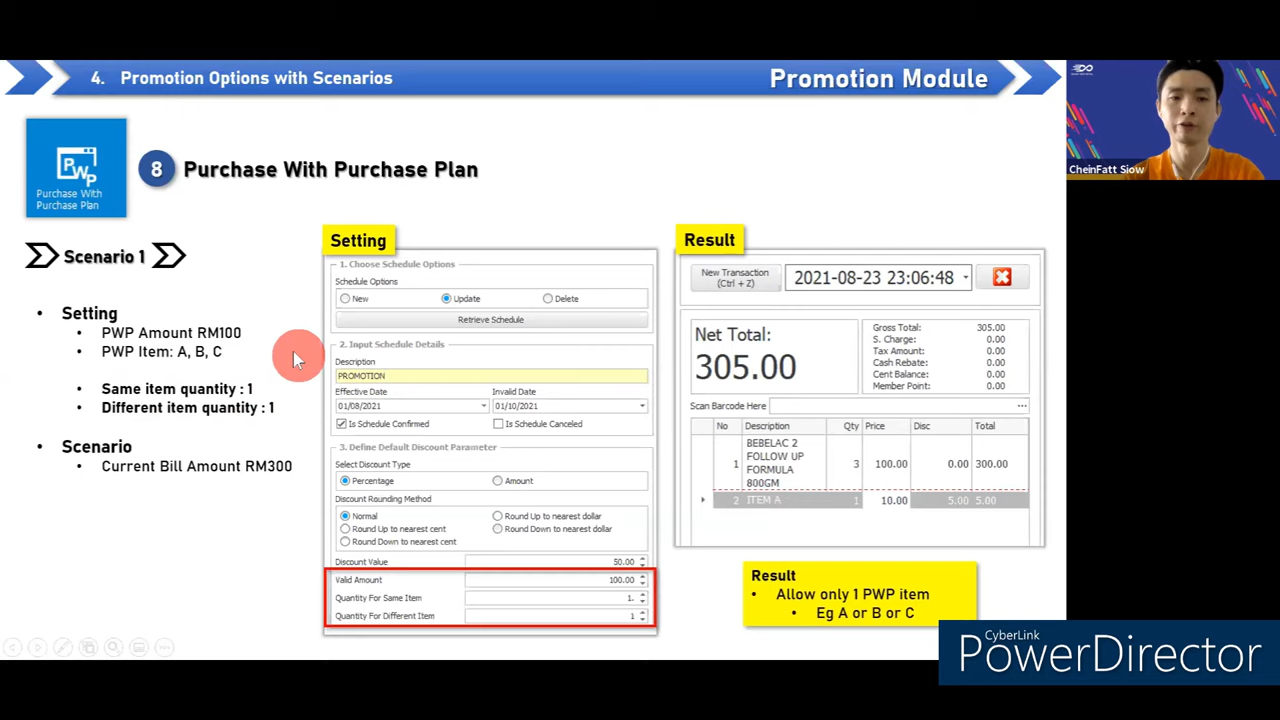 4. Promotion Options with Scenarios
Promotion Module
CheinFatt Siow
PWP
Purchase With
Purchase Plan
8 Purchase With Purchase Plan
Scenario 1
• Setting
• PWP Amount RM100
• PWP Item: A, B, C
Same item quantity : 1
Different item quantity : 1
• Scenario
• Current Bill Amount RM300
Setting
1. Choose Schedule Options
Schedule Options
New Update Delete
Retrieve Schedule
2. Input Schedule Details
Description
PROMOTION
Effective Date Invalid Date
01/08/2021 01/10/2021
Is Schedule Confirmed Is Schedule Canceled
3. Define Default Discount Parameter
Select Discount Type
Percentage Amount
Discount Rounding Method
Normal Round Up to nearest dollar
Round Up to nearest cent Round Down to nearest dollar
Round Down to nearest cent
Discount Value 50.00
Valid Amount 100.00
Quantity For Same Item 1.
Quantity For Different Item 1
Result
New Transaction
(Ctrl + Z)
2021-08-23 23:06:48
Net Total:
305.00
Gross Total: 305.00
S. Charge: 0.00
Tax Amount: 0.00
Cash Rebate: 0.00
Cent Balance: 0.00
Member Point: 0.00
Scan Barcode Here ...
No Description Qty Price Disc Total
BEBELAC 2
FOLLOW UP
1 3 100.00 0.00 300.00
FORMULA
800GM
2 ITEM A 1 10.00 5.00 5.00
Result
• Allow only 1 PWP item
• Eg A or B or C
CyberLink
PowerDirector